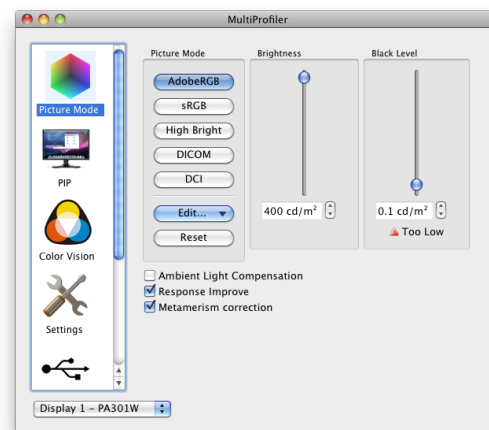 MultiProfiler
Picture Mode
PIP
Color Vision
Settings
Display 1 - PA301W
Picture Mode
AdobeRGB
sRGB
High Bright
DICOM
DCI
Edit...
Reset
Brightness
400 cd/m²
Black Level
0.1 cd/m²
Too Low
Ambient Light Compensation
Response Improve
Metamerism correction